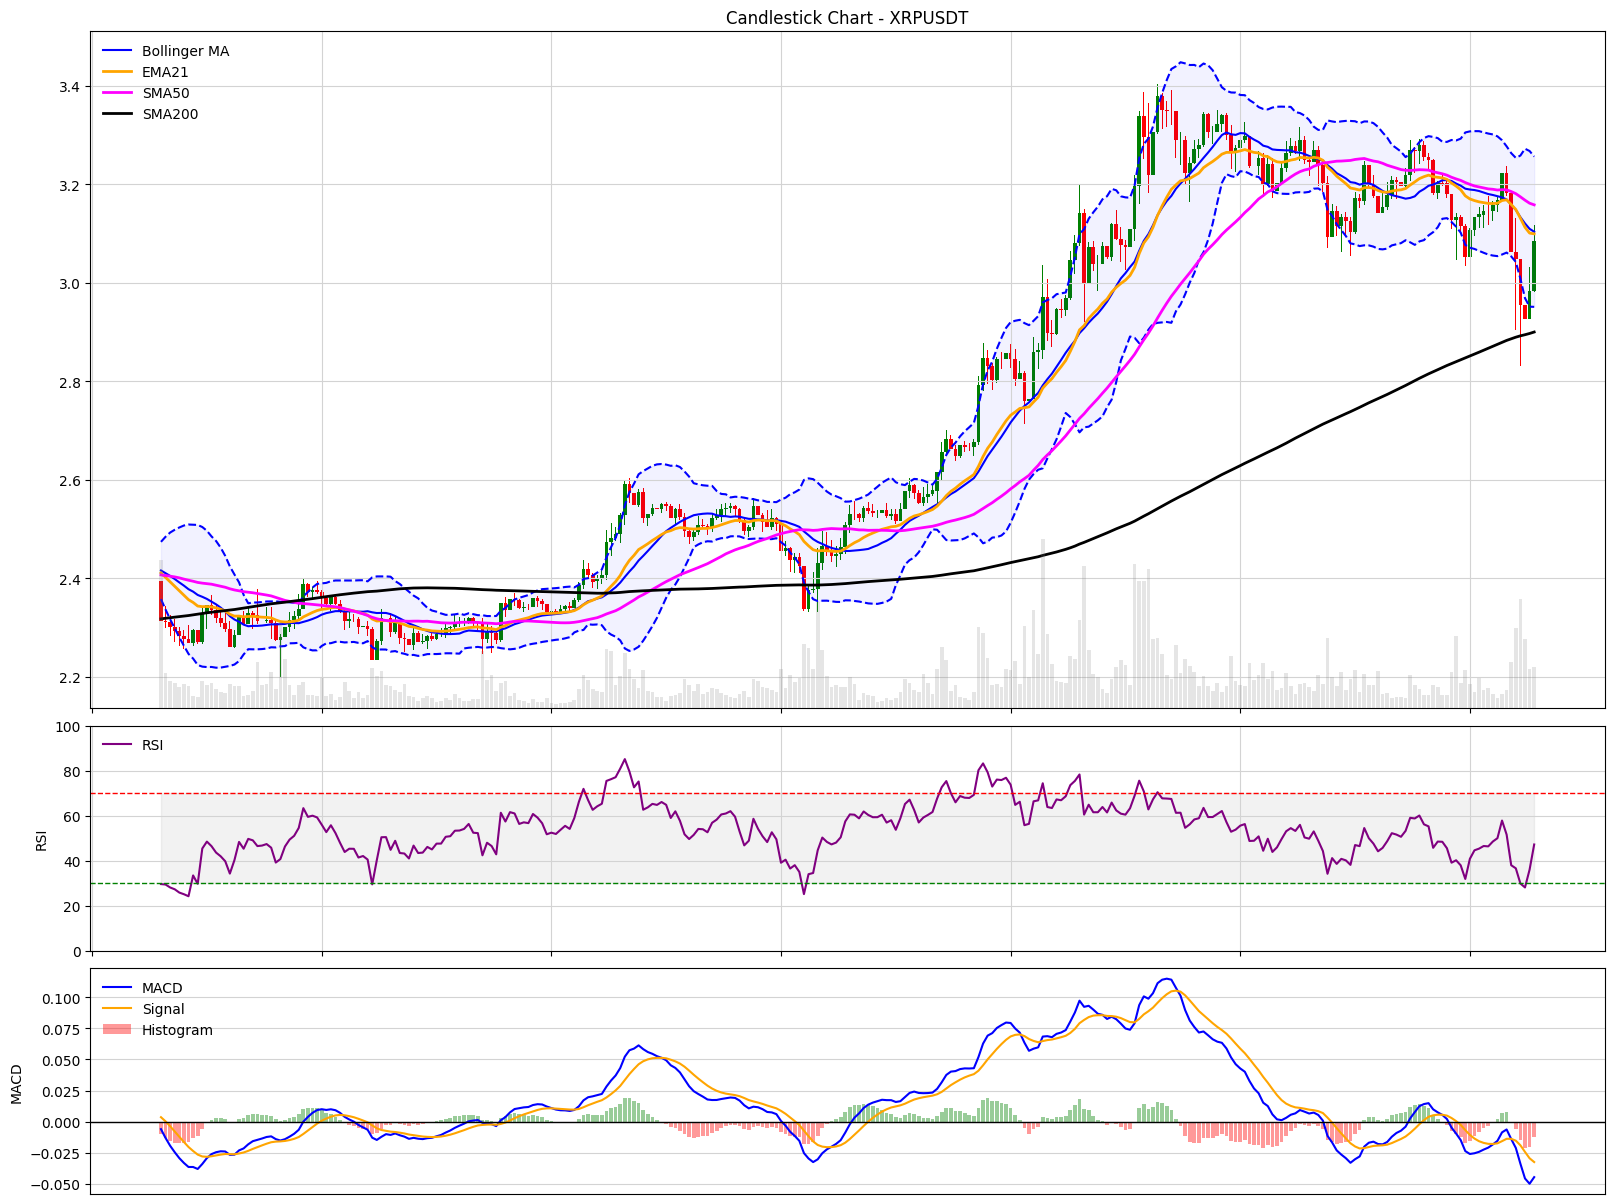 Candlestick Chart - XRPUSDT
Bollinger MA
EMA21
SMA50
SMA200
3.4
3.2
3.0
2.8
2.6
2.4
2.2
RSI
RSI
100
80
60
40
20
0
MACD
Signal
Histogram
MACD
0.100
0.075
0.050
0.025
0.000
−0.025
−0.050